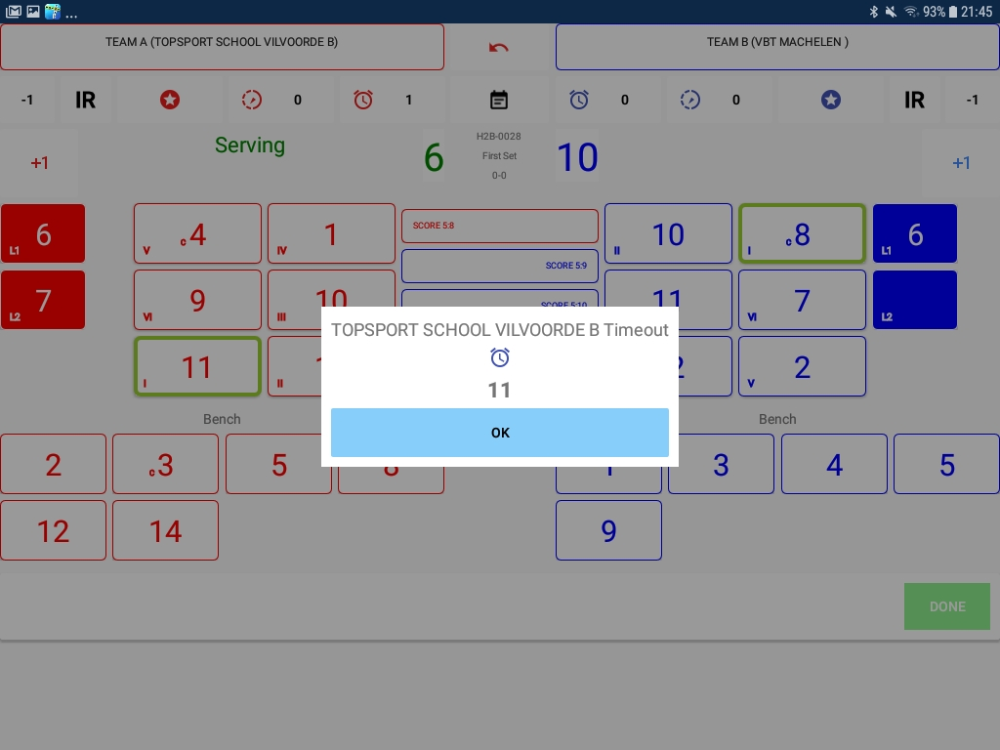 ... 93% 21:45
TEAM A (TOPSPORT SCHOOL VILVOORDE B)
TEAM B (VBT MACHELEN )
-1 IR 0 1 0 0 IR -1
+1 Serving 6
H2B-0028
First Set
0-0
10 +1
L1 6
V c4
IV 1
SCORE 5:8
SCORE 5:9
II 10
I c8
L1 6
L2 7
VI 9
III 10
SCORE 5:10
11
VI 7
L2
I 11
II
2
V 2
TOPSPORT SCHOOL VILVOORDE B Timeout
11
OK
Bench
Bench
2 c3 5 1 3 4 5
12 14 9
DONE